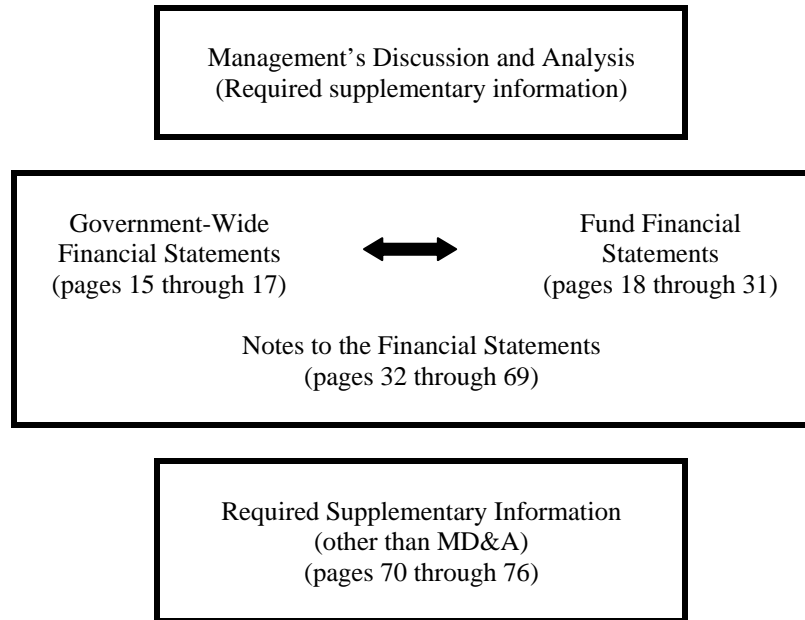 Management’s Discussion and Analysis
(Required supplementary information)
Government-Wide
Financial Statements
(pages 15 through 17)
Fund Financial
Statements
(pages 18 through 31)
Notes to the Financial Statements
(pages 32 through 69)
Required Supplementary Information
(other than MD&A)
(pages 70 through 76)